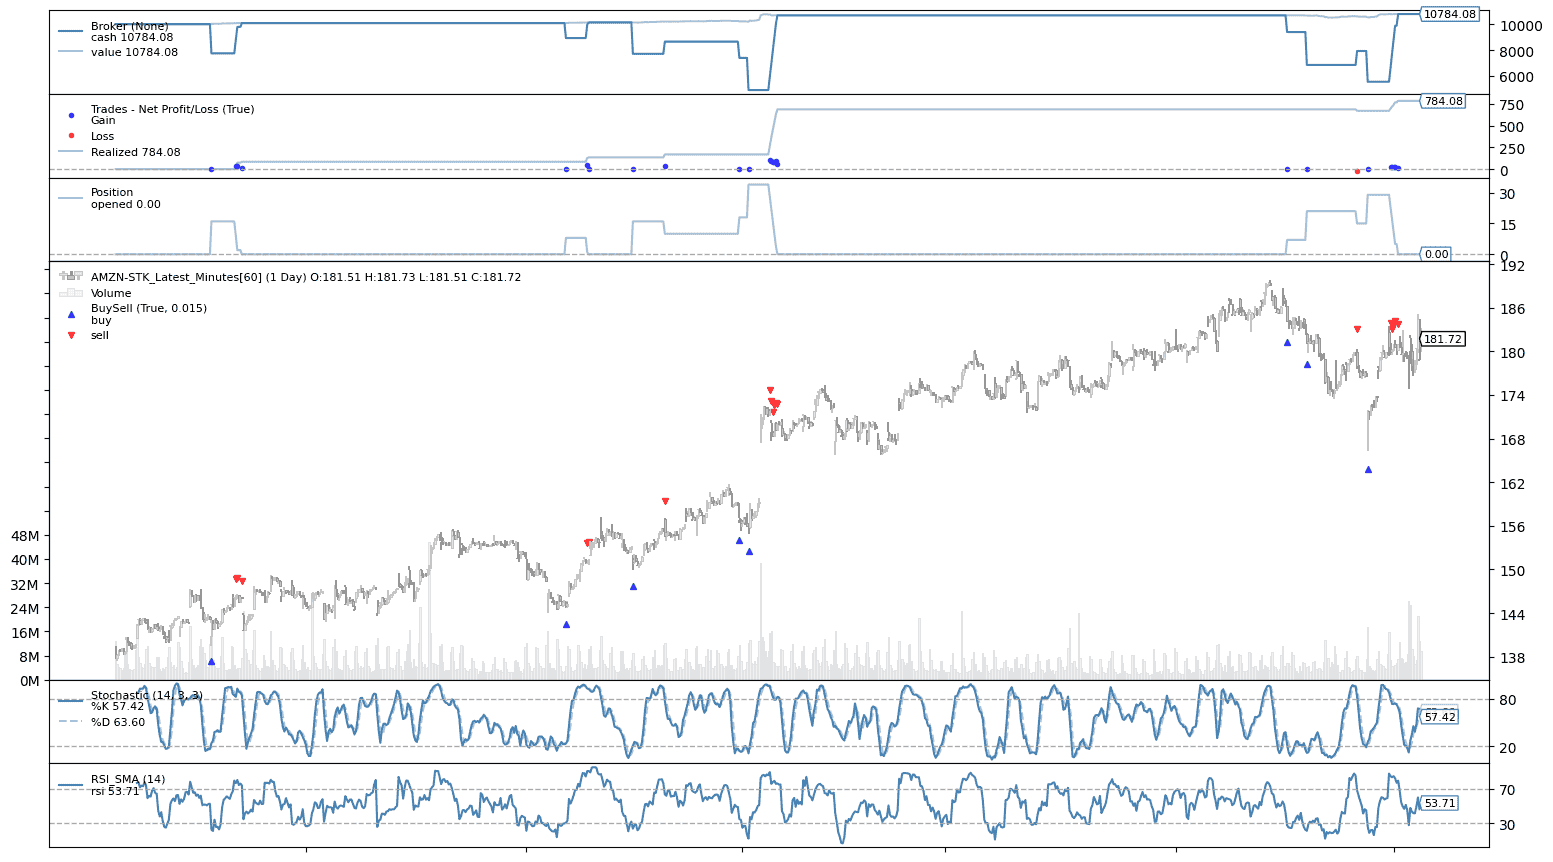 Broker (None)
cash 10784.08
value 10784.08
10784.08
10000
8000
6000
Trades - Net Profit/Loss (True)
Gain
Loss
Realized 784.08
784.08
750
500
250
0
Position
opened 0.00
30
15
0
0.00
AMZN-STK_Latest_Minutes[60] (1 Day) O:181.51 H:181.73 L:181.51 C:181.72
Volume
BuySell (True, 0.015)
buy
sell
192
186
181.72
180
174
168
162
156
150
144
138
48M
40M
32M
24M
16M
8M
0M
Stochastic (14, 3, 3)
%K 57.42
%D 63.60
80
57.42
20
RSI_SMA (14)
rsi 53.71
70
53.71
30